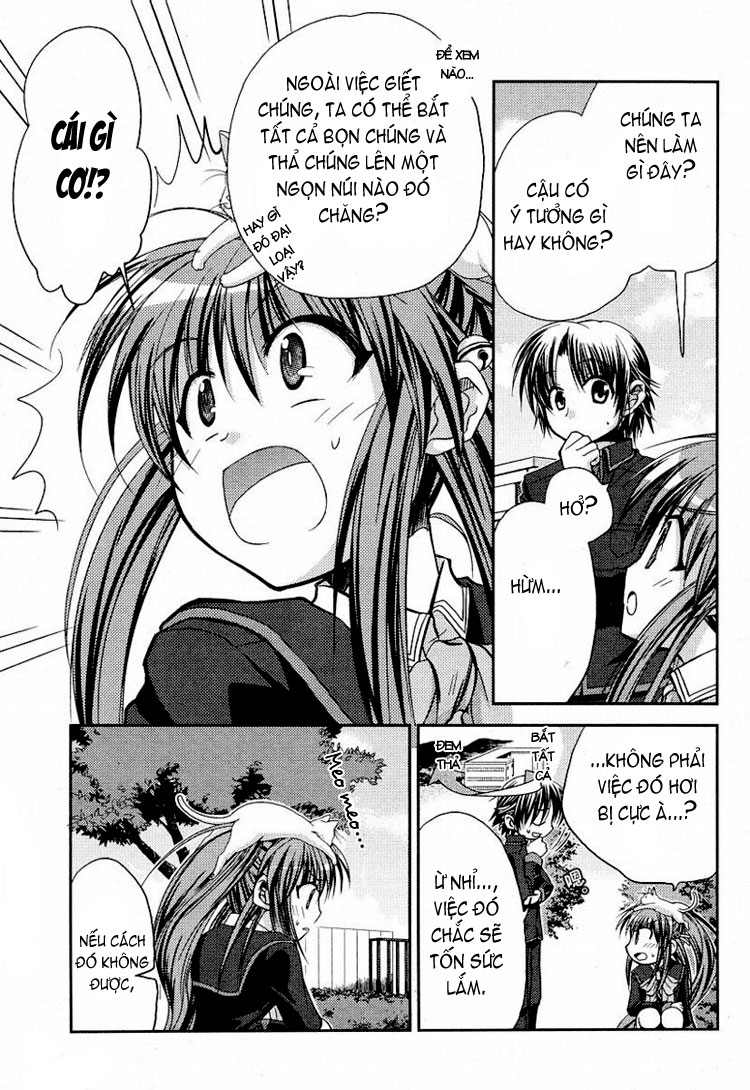 CHÚNG TA
NÊN LÀM
GÌ ĐÂY?
CẬU CÓ
Ý TƯỞNG GÌ
HAY KHÔNG?
HỞ?
HỪM...
ĐỂ XEM
NÀO...
NGOÀI VIỆC GIẾT
CHÚNG, TA CÓ THỂ BẮT
TẤT CẢ BỌN CHÚNG VÀ
THẢ CHÚNG LÊN MỘT
NGỌN NÚI NÀO ĐÓ
CHĂNG?
HAY GÌ
ĐÓ ĐẠI
LOẠI
VẬY?
CÁI GÌ
CƠ!?
...KHÔNG PHẢI
VIỆC ĐÓ HƠI
BỊ CỰC À...?
BẮT
TẤT
CẢ
ĐEM
THẢ
Ừ NHỈ...,
VIỆC ĐÓ
CHẮC SẼ
TỐN SỨC
LẮM.
Meo meo...
NẾU CÁCH
ĐÓ KHÔNG
ĐƯỢC,